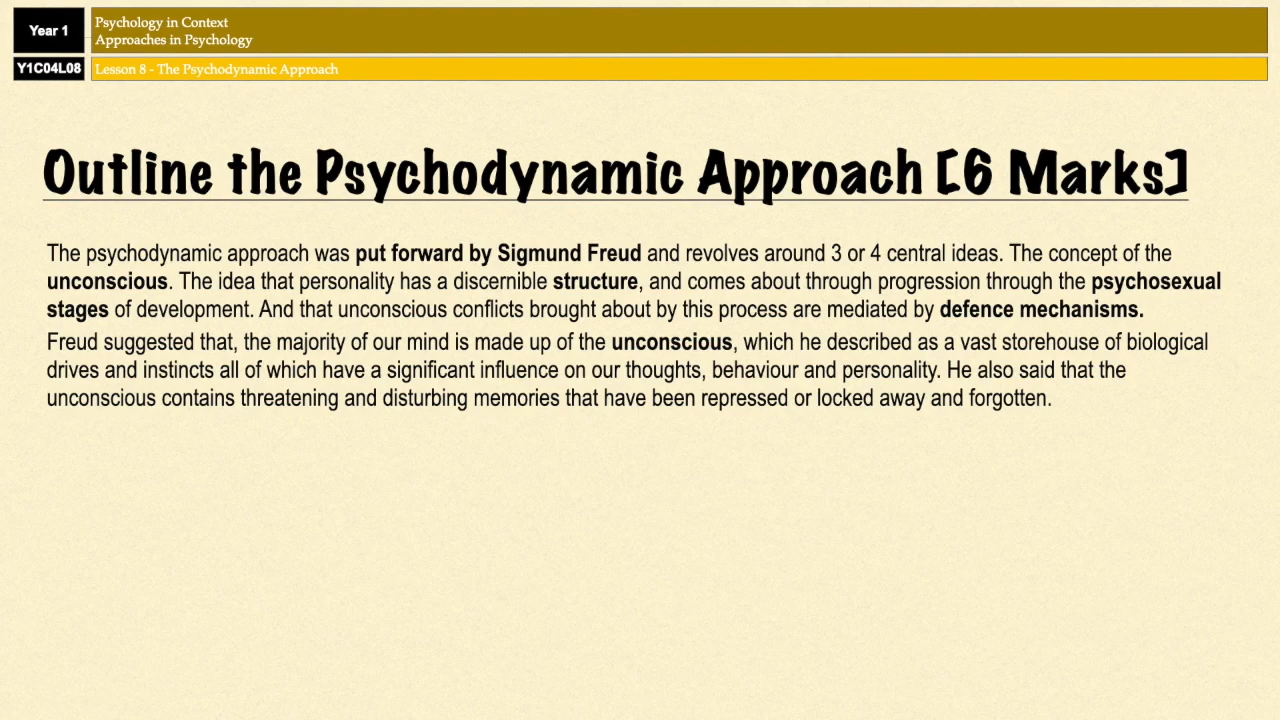 Year 1
Psychology in Context
Approaches in Psychology
Y1C04L08
Lesson 8 - The Psychodynamic Approach
Outline the Psychodynamic Approach [6 Marks]
The psychodynamic approach was put forward by Sigmund Freud and revolves around 3 or 4 central ideas. The concept of the
unconscious. The idea that personality has a discernible structure, and comes about through progression through the psychosexual
stages of development. And that unconscious conflicts brought about by this process are mediated by defence mechanisms.
Freud suggested that, the majority of our mind is made up of the unconscious, which he described as a vast storehouse of biological
drives and instincts all of which have a significant influence on our thoughts, behaviour and personality. He also said that the
unconscious contains threatening and disturbing memories that have been repressed or locked away and forgotten.